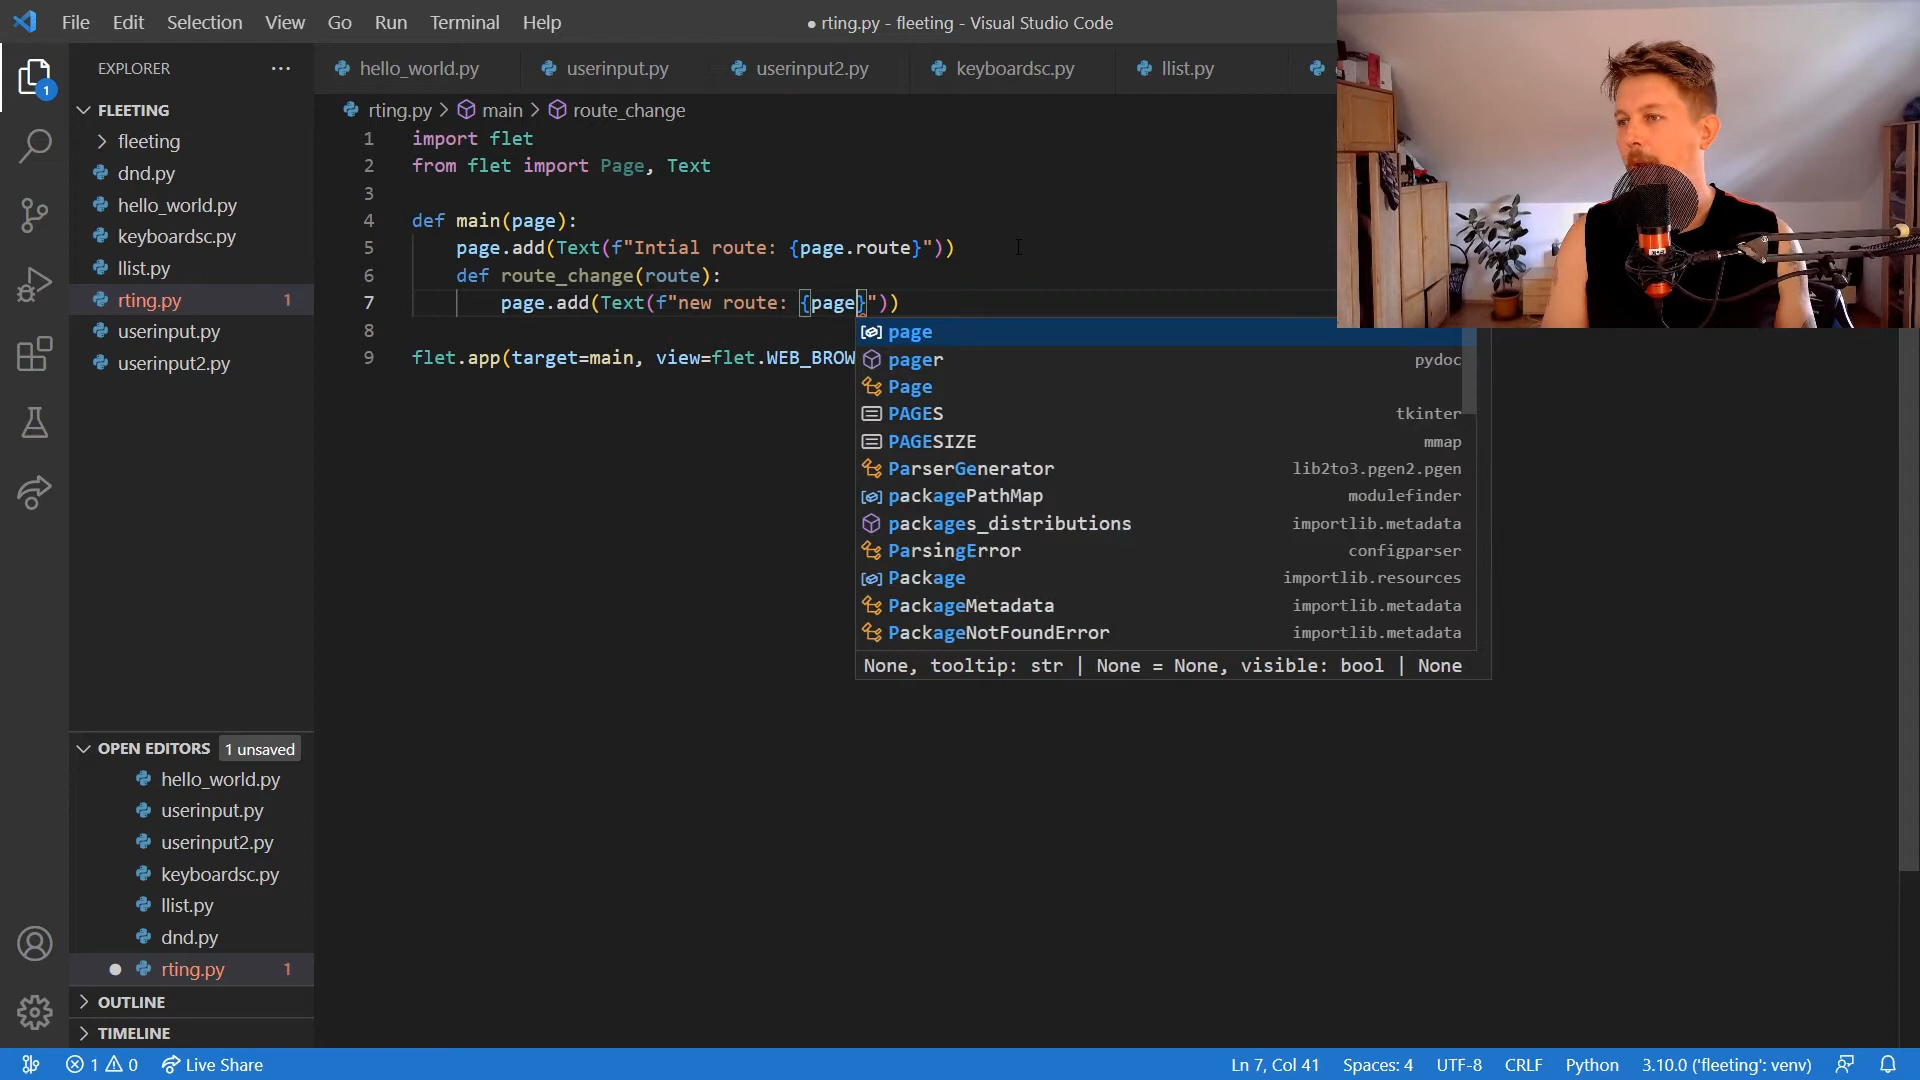 File Edit Selection View Go Run Terminal Help
● rting.py - fleeting - Visual Studio Code
EXPLORER ···
hello_world.py userinput.py userinput2.py keyboardsc.py llist.py
FLEETING
fleeting
dnd.py
hello_world.py
keyboardsc.py
llist.py
rting.py 1
userinput.py
userinput2.py
rting.py > main > route_change
1 import flet
2 from flet import Page, Text
3
4 def main(page):
5 page.add(Text(f"Intial route: {page.route}"))
6 def route_change(route):
7 page.add(Text(f"new route: {page}"))
8
9 flet.app(target=main, view=flet.WEB_BROW
page
pager pydoc
Page
PAGES tkinter
PAGESIZE mmap
ParserGenerator lib2to3.pgen2.pgen
packagePathMap modulefinder
packages_distributions importlib.metadata
ParsingError configparser
Package importlib.resources
PackageMetadata importlib.metadata
PackageNotFoundError importlib.metadata
None, tooltip: str | None = None, visible: bool | None
OPEN EDITORS 1 unsaved
hello_world.py
userinput.py
userinput2.py
keyboardsc.py
llist.py
dnd.py
● rting.py 1
OUTLINE
TIMELINE
1 0 Live Share
Ln 7, Col 41 Spaces: 4 UTF-8 CRLF Python 3.10.0 ('fleeting': venv)
1